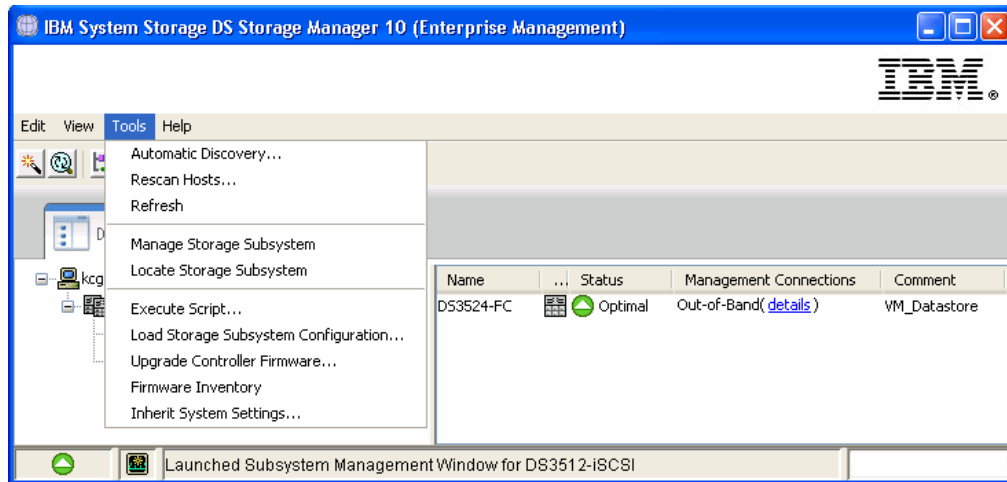 IBM System Storage DS Storage Manager 10 (Enterprise Management)
IBM®
Edit View Tools Help
Automatic Discovery...
Rescan Hosts...
Refresh
Manage Storage Subsystem
Locate Storage Subsystem
Execute Script...
Load Storage Subsystem Configuration...
Upgrade Controller Firmware...
Firmware Inventory
Inherit System Settings...
D
kcg
Name ... Status Management Connections Comment
DS3524-FC Optimal Out-of-Band(details) VM_Datastore
Launched Subsystem Management Window for DS3512-iSCSI